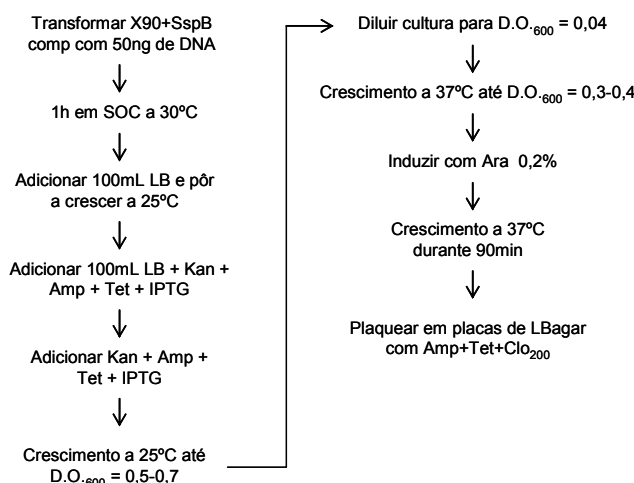 Transformar X90+SspB
comp com 50ng de DNA
1h em SOC a 30ºC
Adicionar 100mL LB e pôr
a crescer a 25ºC
Adicionar 100mL LB + Kan +
Amp + Tet + IPTG
Adicionar Kan + Amp +
Tet + IPTG
Crescimento a 25ºC até
D.O.600 = 0,5-0,7
Diluir cultura para D.O.600 = 0,04
Crescimento a 37ºC até D.O.600 = 0,3-0,4
Induzir com Ara 0,2%
Crescimento a 37ºC
durante 90min
Plaquear em placas de LBagar
com Amp+Tet+Clo200